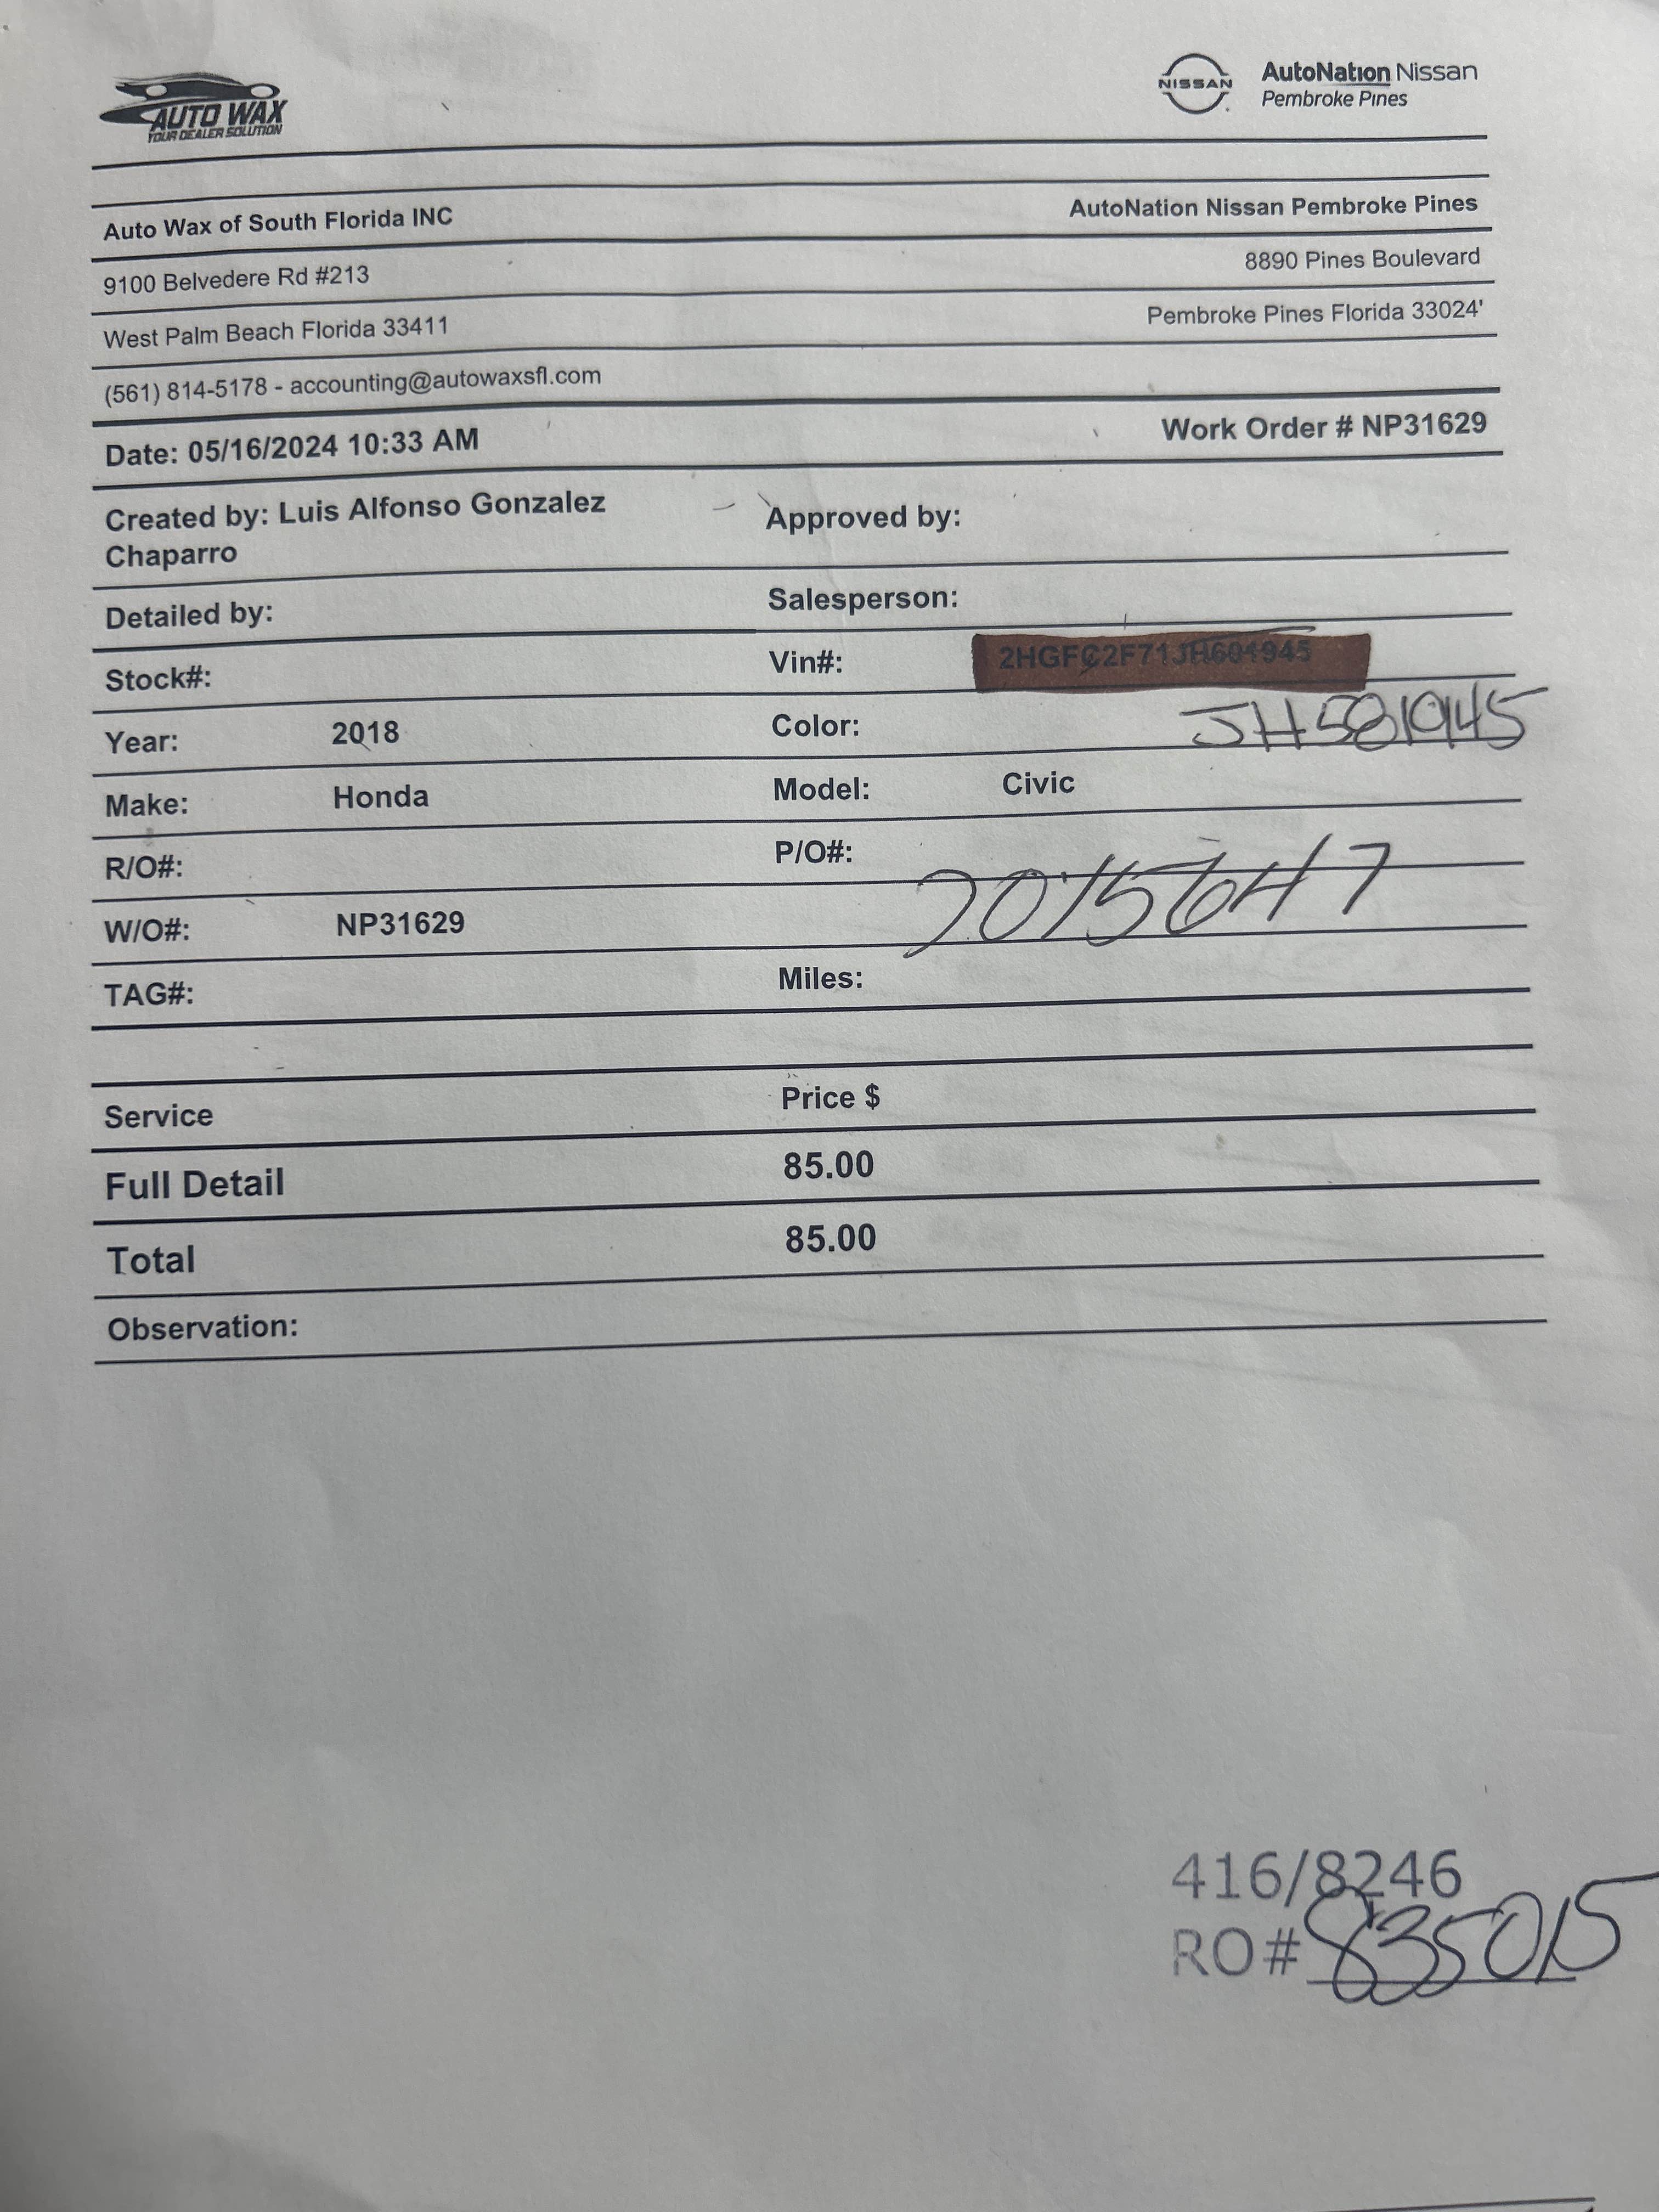 AUTO WAX
YOUR DEALER SOLUTION
NISSAN
AutoNation Nissan
Pembroke Pines
Auto Wax of South Florida INC
AutoNation Nissan Pembroke Pines
9100 Belvedere Rd #213
8890 Pines Boulevard
West Palm Beach Florida 33411
Pembroke Pines Florida 33024'
(561) 814-5178 - accounting@autowaxsfl.com
Date: 05/16/2024 10:33 AM
Work Order # NP31629
Created by: Luis Alfonso Gonzalez
Chaparro
Approved by:
Detailed by:
Salesperson:
Stock#:
Vin#: 2HGFC2F71JH601945
Year: 2018
Color:
JH581945
Make: Honda
Model: Civic
R/O#:
P/O#:
7015647
W/O#: NP31629
TAG#:
Miles:
Service
Price $
Full Detail
85.00
Total
85.00
Observation:
416/8246
RO# 835015